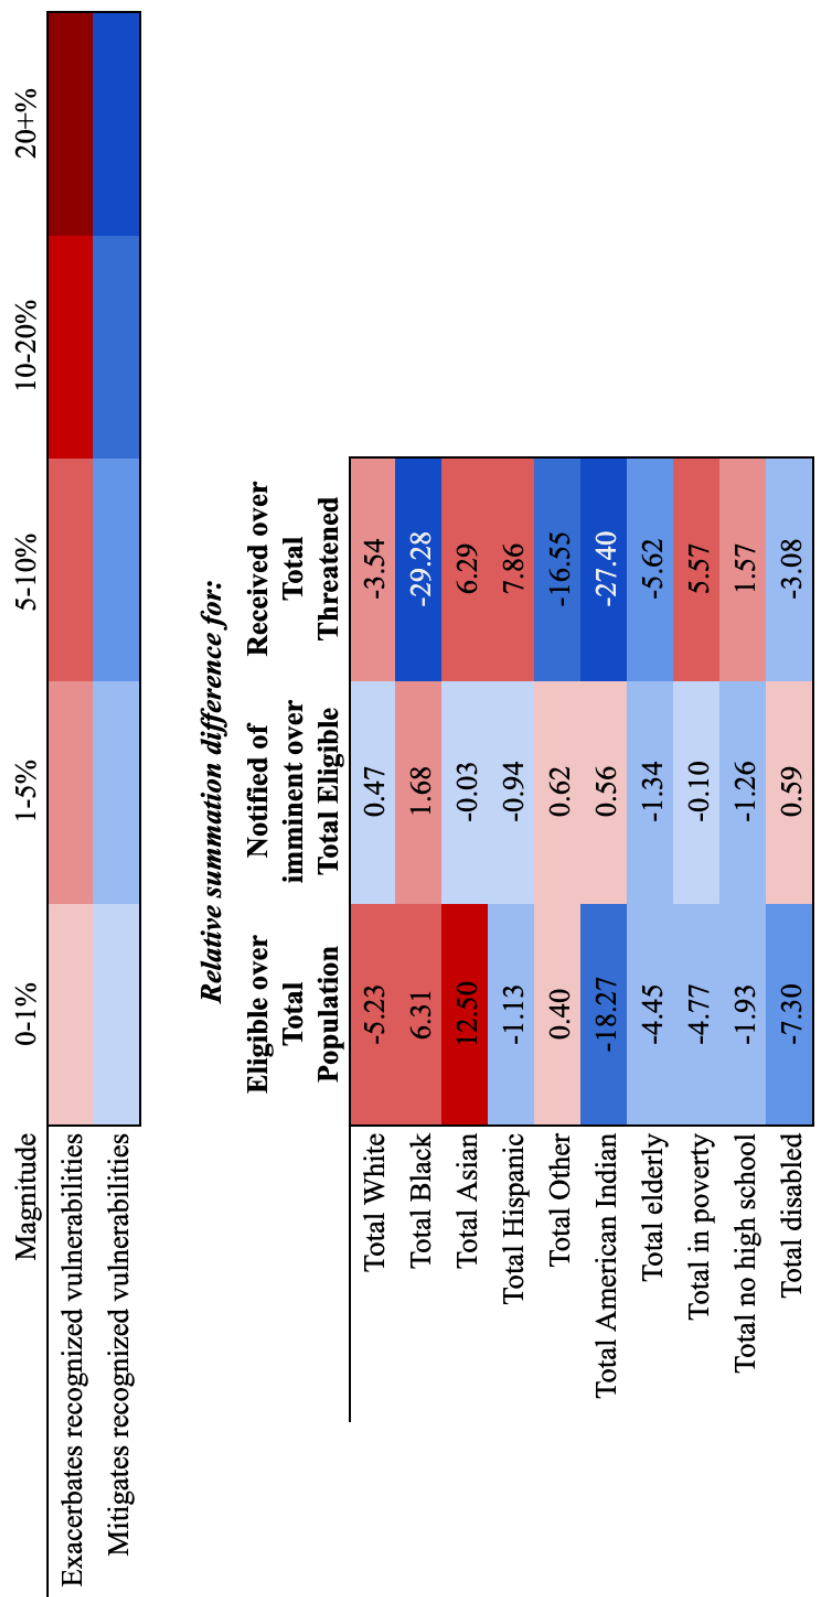 Magnitude 0-1% 1-5% 5-10% 10-20% 20+%
Exacerbates recognized vulnerabilities
Mitigates recognized vulnerabilities
Relative summation difference for:
Eligible over Notified of Received over
Total imminent over Total
Population Total Eligible Threatened
Total White -5.23 0.47 -3.54
Total Black 6.31 1.68 -29.28
Total Asian 12.50 -0.03 6.29
Total Hispanic -1.13 -0.94 7.86
Total Other 0.40 0.62 -16.55
Total American Indian -18.27 0.56 -27.40
Total elderly -4.45 -1.34 -5.62
Total in poverty -4.77 -0.10 5.57
Total no high school -1.93 -1.26 1.57
Total disabled -7.30 0.59 -3.08